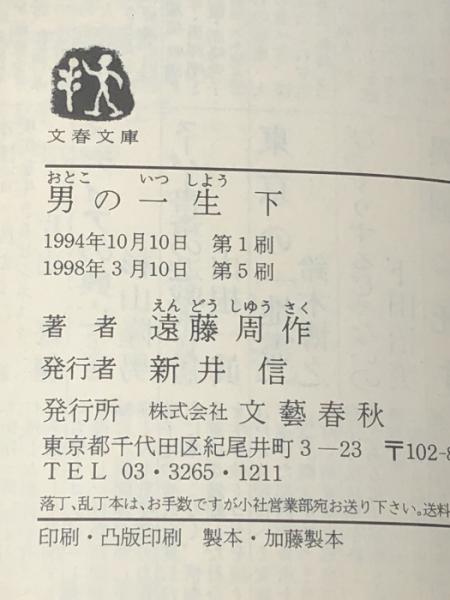 文春文庫
おとこ いつ しよう
男の一生 下
1994年10月10日 第1刷
1998年3月10日 第5刷
えん どう しゆう さく
著者 遠藤周作
発行者 新井 信
発行所 株式会社 文藝春秋
東京都千代田区紀尾井町3―23 〒102-8
TEL 03・3265・1211
落丁、乱丁本は、お手数ですが小社営業部宛お送り下さい。送料
印刷・凸版印刷 製本・加藤製本